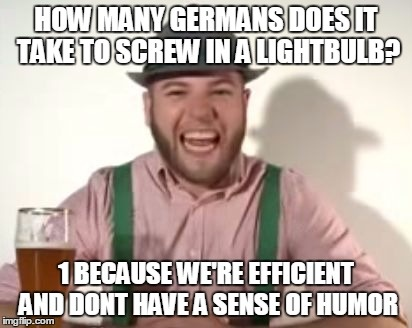 HOW MANY GERMANS DOES IT
TAKE TO SCREW IN A LIGHTBULB?
1 BECAUSE WE'RE EFFICIENT
AND DONT HAVE A SENSE OF HUMOR
imgflip.com